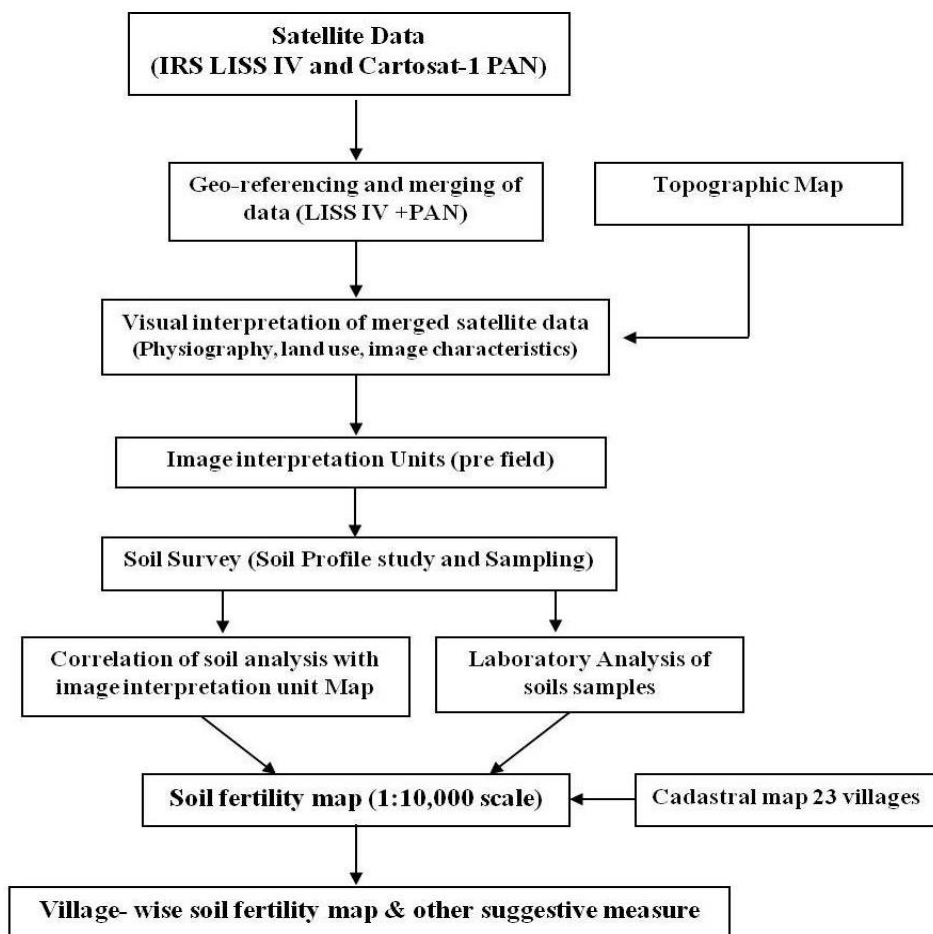 Satellite Data
(IRS LISS IV and Cartosat-1 PAN)
Geo-referencing and merging of
data (LISS IV +PAN)
Topographic Map
Visual interpretation of merged satellite data
(Physiography, land use, image characteristics)
Image interpretation Units (pre field)
Soil Survey (Soil Profile study and Sampling)
Correlation of soil analysis with
image interpretation unit Map
Laboratory Analysis of
soils samples
Soil fertility map (1:10,000 scale)
Cadastral map 23 villages
Village- wise soil fertility map & other suggestive measure